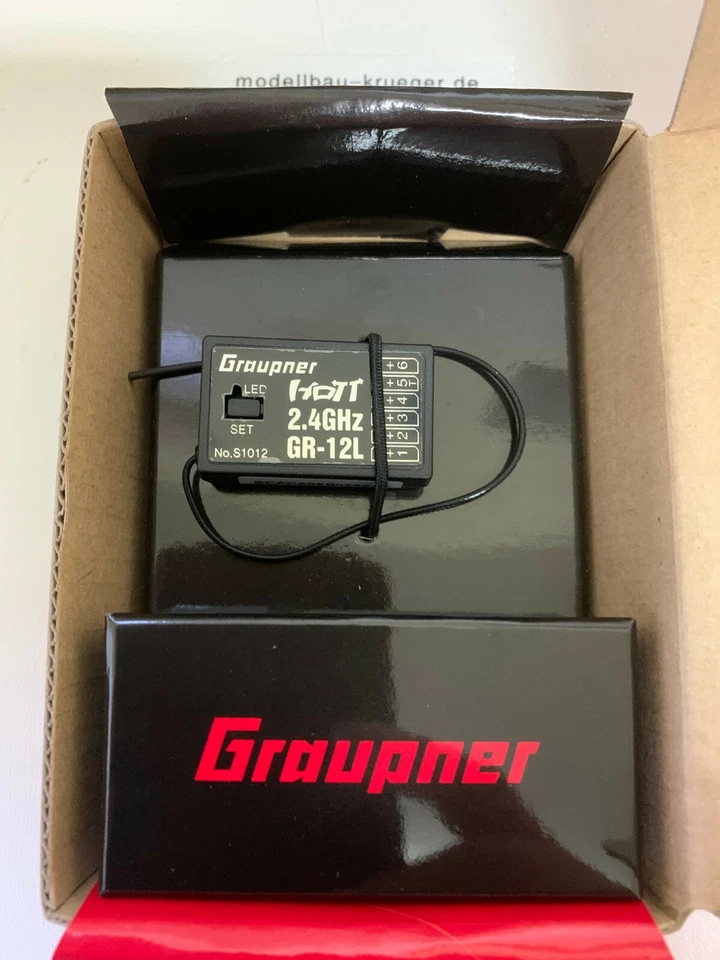 modellbau-krueger.de
Graupner
LED
HoTT
SET
2.4GHz
No.S1012
GR-12L
+ 6
+ 5 T
+ 4
+ 3
+ 2
+ 1
Graupner